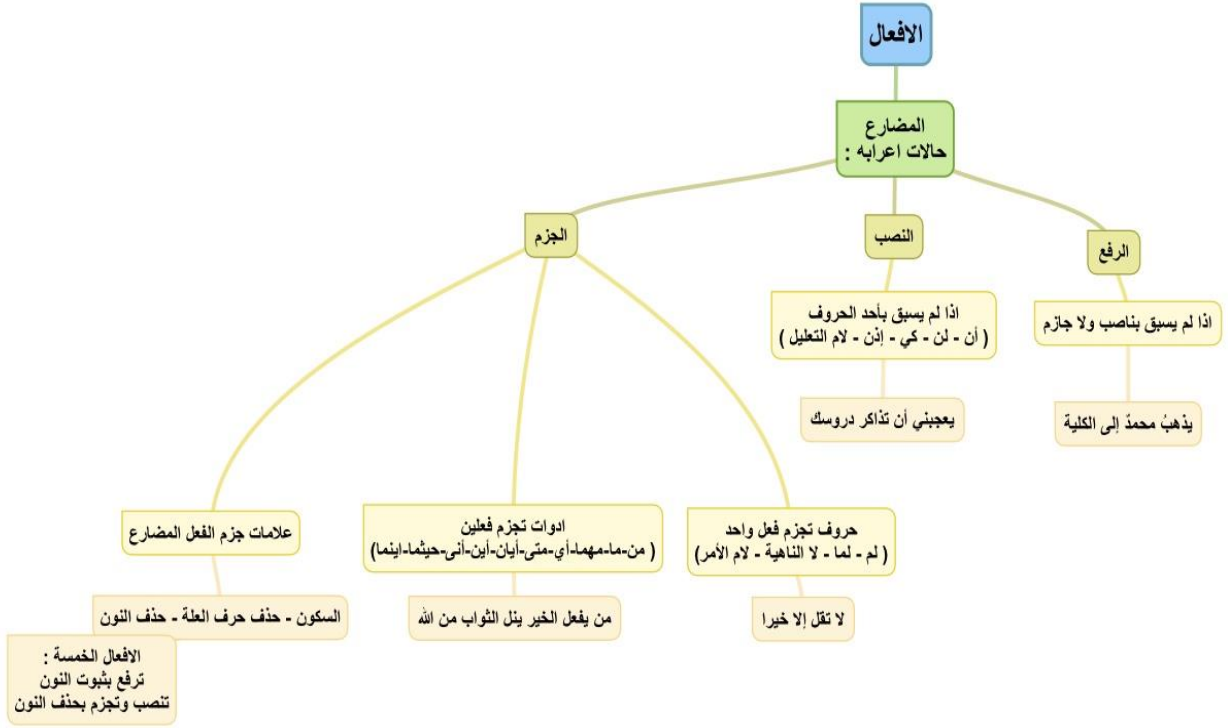 الافعال
المضارع
حالات اعرابه :
الرفع
اذا لم يسبق بناصب ولا جازم
يذهبُ محمدٌ إلى الكلية
النصب
اذا لم يسبق بأحد الحروف
( أن - لن - كي - إذن - لام التعليل )
يعجبني أن تذاكر دروسك
الجزم
حروف تجزم فعل واحد
( لم - لما - لا الناهية - لام الأمر)
لا تقل إلا خيرا
ادوات تجزم فعلين
( من-ما-مهما-أي-متى-أيان-أين-أنى-حيثما-اينما)
من يفعل الخير ينل الثواب من الله
علامات جزم الفعل المضارع
السكون - حذف حرف العلة - حذف النون
الافعال الخمسة :
ترفع بثبوت النون
تنصب وتجزم بحذف النون